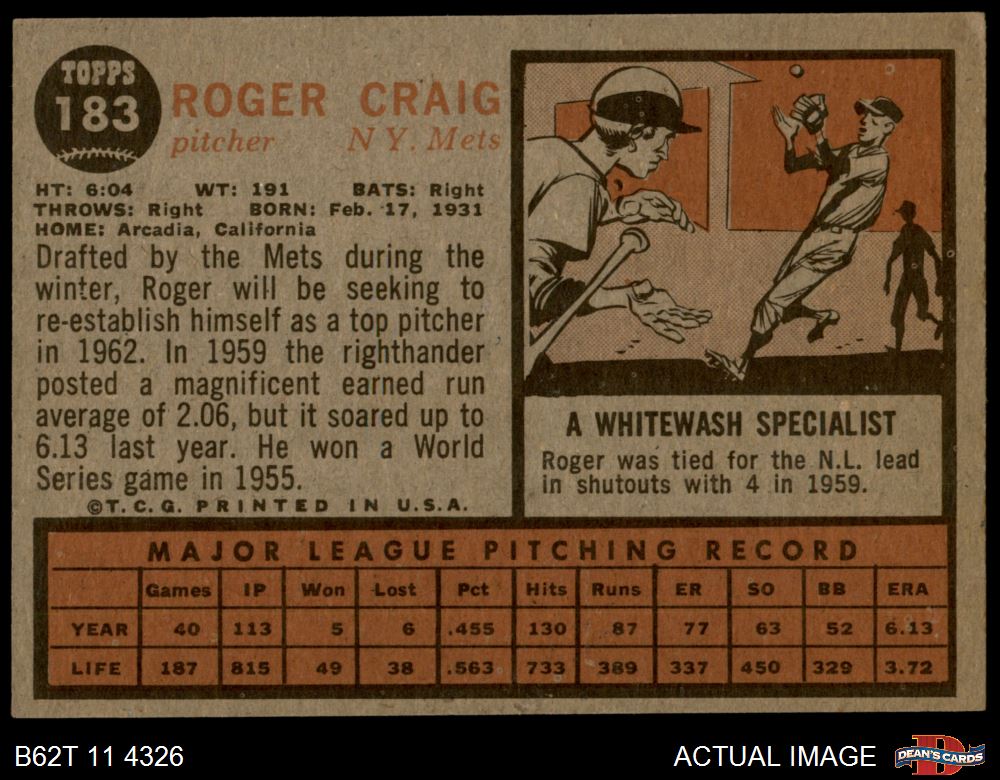 TOPPS
183
ROGER CRAIG
pitcher N Y. Mets
HT: 6:04 WT: 191 BATS: Right
THROWS: Right BORN: Feb. 17, 1931
HOME: Arcadia, California
Drafted by the Mets during the
winter, Roger will be seeking to
re-establish himself as a top pitcher
in 1962. In 1959 the righthander
posted a magnificent earned run
average of 2.06, but it soared up to
6.13 last year. He won a World
Series game in 1955.
©T. C. G. PRINTED IN U.S.A.
A WHITEWASH SPECIALIST
Roger was tied for the N.L. lead
in shutouts with 4 in 1959.
MAJOR LEAGUE PITCHING RECORD
Games IP Won Lost Pct Hits Runs ER SO BB ERA
YEAR 40 113 5 6 .455 130 87 77 63 52 6.13
LIFE 187 815 49 38 .563 733 389 337 450 329 3.72
B62T 11 4326 ACTUAL IMAGE DEAN'S CARDS